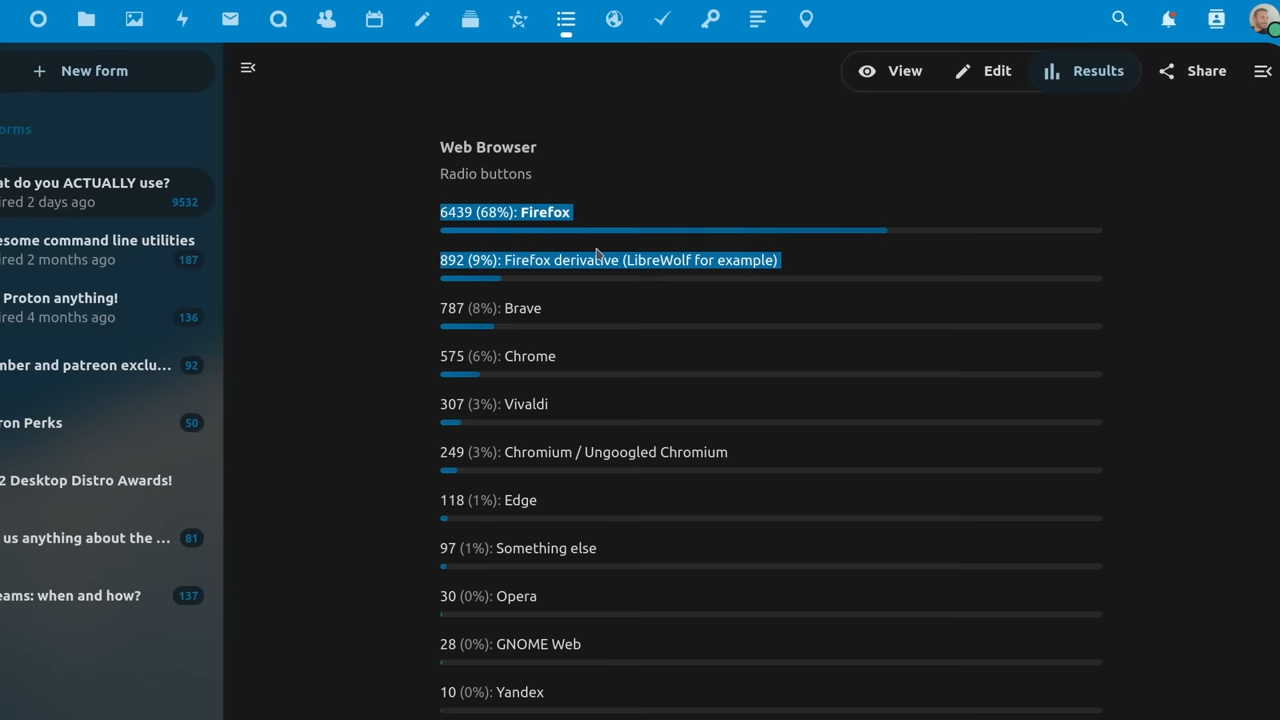 New form
View
Edit
Results
Share
orms
at do you ACTUALLY use?
ired 2 days ago
9532
esome command line utilities
ired 2 months ago
187
Proton anything!
ired 4 months ago
136
mber and patreon exclu...
92
ron Perks
50
2 Desktop Distro Awards!
us anything about the ...
81
eams: when and how?
137
Web Browser
Radio buttons
6439 (68%): Firefox
892 (9%): Firefox derivative (LibreWolf for example)
787 (8%): Brave
575 (6%): Chrome
307 (3%): Vivaldi
249 (3%): Chromium / Ungoogled Chromium
118 (1%): Edge
97 (1%): Something else
30 (0%): Opera
28 (0%): GNOME Web
10 (0%): Yandex